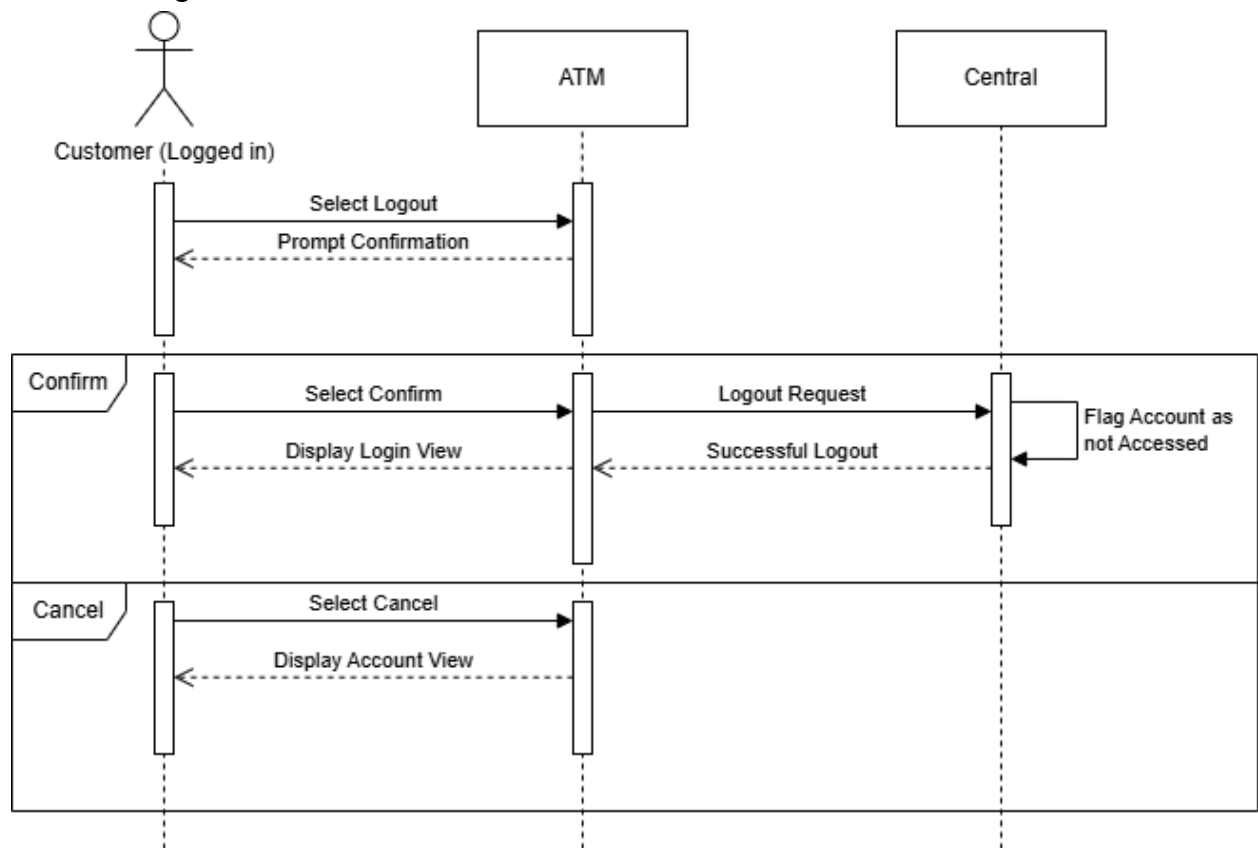 ATM
Central
Customer (Logged in)
Select Logout
Prompt Confirmation
Confirm
Select Confirm
Logout Request
Flag Account as
not Accessed
Display Login View
Successful Logout
Cancel
Select Cancel
Display Account View